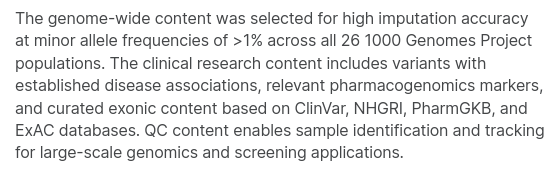 The genome-wide content was selected for high imputation accuracy
at minor allele frequencies of >1% across all 26 1000 Genomes Project
populations. The clinical research content includes variants with
established disease associations, relevant pharmacogenomics markers,
and curated exonic content based on ClinVar, NHGRI, PharmGKB, and
ExAC databases. QC content enables sample identification and tracking
for large-scale genomics and screening applications.